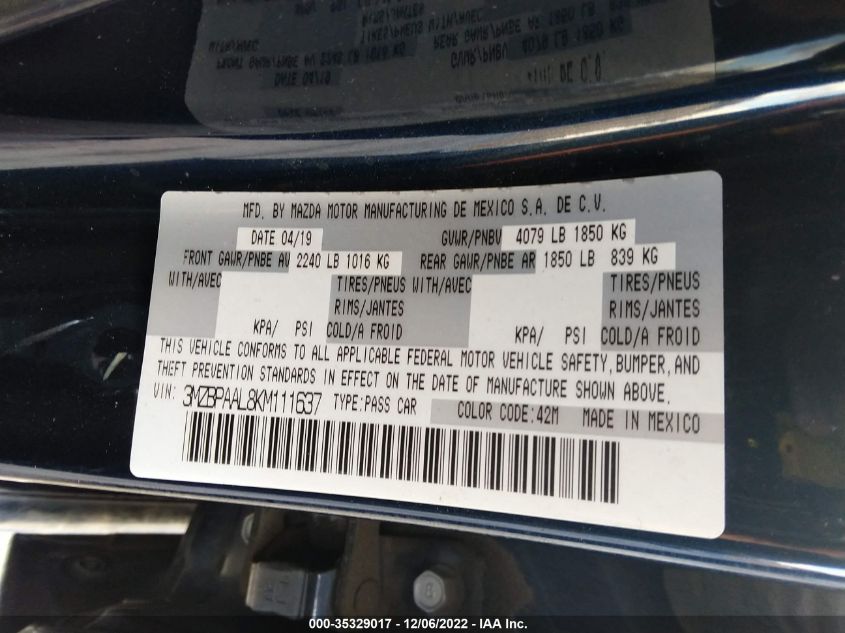 MFD. BY MAZDA MOTOR MANUFACTURING DE MEXICO S.A. DE C.V.
DATE 04/19 GVWR/PNBV 4079 LB 1850 KG
FRONT GAWR/PNBE AV 2240 LB 1016 KG REAR GAWR/PNBE AR 1850 LB 839 KG
WITH/AVEC TIRES/PNEUS WITH/AVEC TIRES/PNEUS
RIMS/JANTES RIMS/JANTES
KPA/ PSI COLD/A FROID KPA/ PSI COLD/A FROID
THIS VEHICLE CONFORMS TO ALL APPLICABLE FEDERAL MOTOR VEHICLE SAFETY, BUMPER, AND
THEFT PREVENTION STANDARDS IN EFFECT ON THE DATE OF MANUFACTURE SHOWN ABOVE.
VIN: 3MZBPAAL8KM111637 TYPE:PASS CAR COLOR CODE:42M MADE IN MEXICO
000-35329017 - 12/06/2022 - IAA Inc.